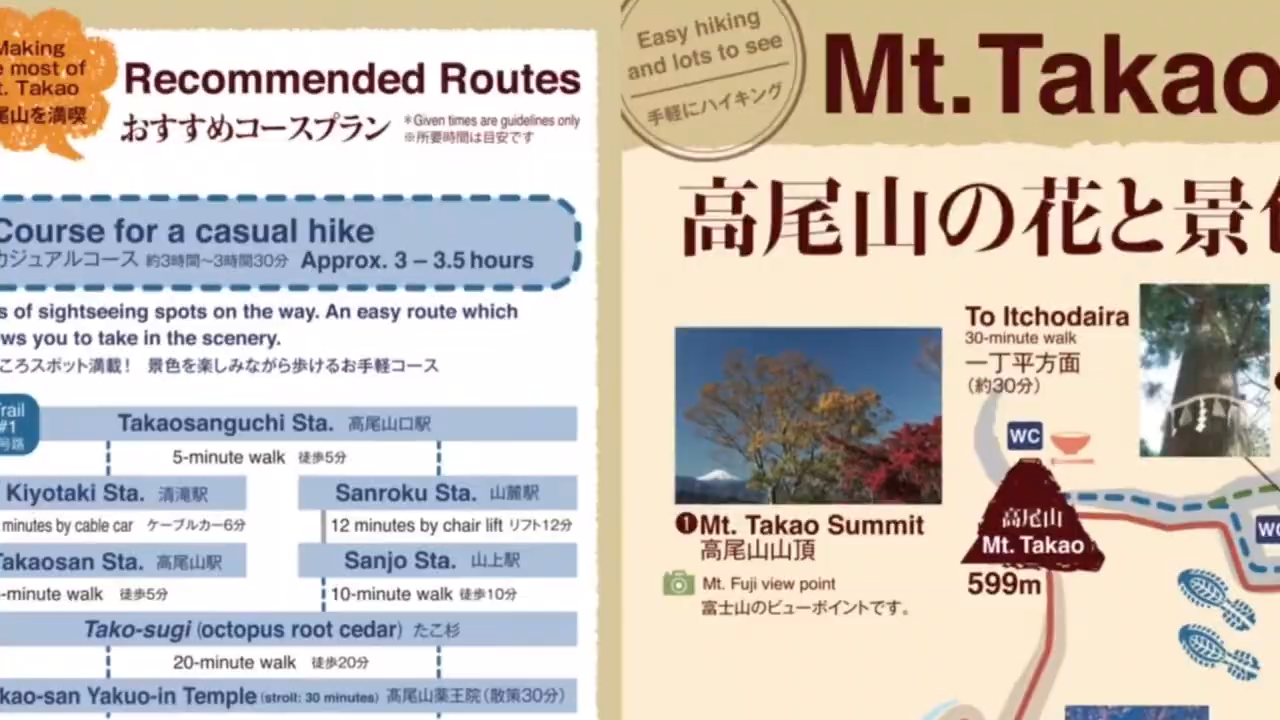 Making
most of
Takao
尾山を満喫
Recommended Routes
おすすめコースプラン
*Given times are guidelines only
※所要時間は目安です
Course for a casual hike
カジュアルコース 約3時間〜3時間30分 Approx. 3 – 3.5 hours
of sightseeing spots on the way. An easy route which
you to take in the scenery.
ころスポット満載! 景色を楽しみながら歩けるお手軽コース
Trail
#1
号路
Takaosanguchi Sta. 高尾山口駅
5-minute walk 徒歩5分
Kiyotaki Sta. 清滝駅
Sanroku Sta. 山麓駅
minutes by cable car ケーブルカー6分
12 minutes by chair lift リフト12分
Takaosan Sta. 高尾山駅
Sanjo Sta. 山上駅
-minute walk 徒歩5分
10-minute walk 徒歩10分
Tako-sugi (octopus root cedar) たこ杉
20-minute walk 徒歩20分
kao-san Yakuo-in Temple (stroll: 30 minutes) 高尾山薬王院(散策30分)
Easy hiking
and lots to see
手軽にハイキング
Mt.Takao
高尾山の花と景
To Itchodaira
30-minute walk
一丁平方面
(約30分)
WC
高尾山
Mt. Takao
599m
WC
❶Mt. Takao Summit
高尾山山頂
Mt. Fuji view point
富士山のビューポイントです。